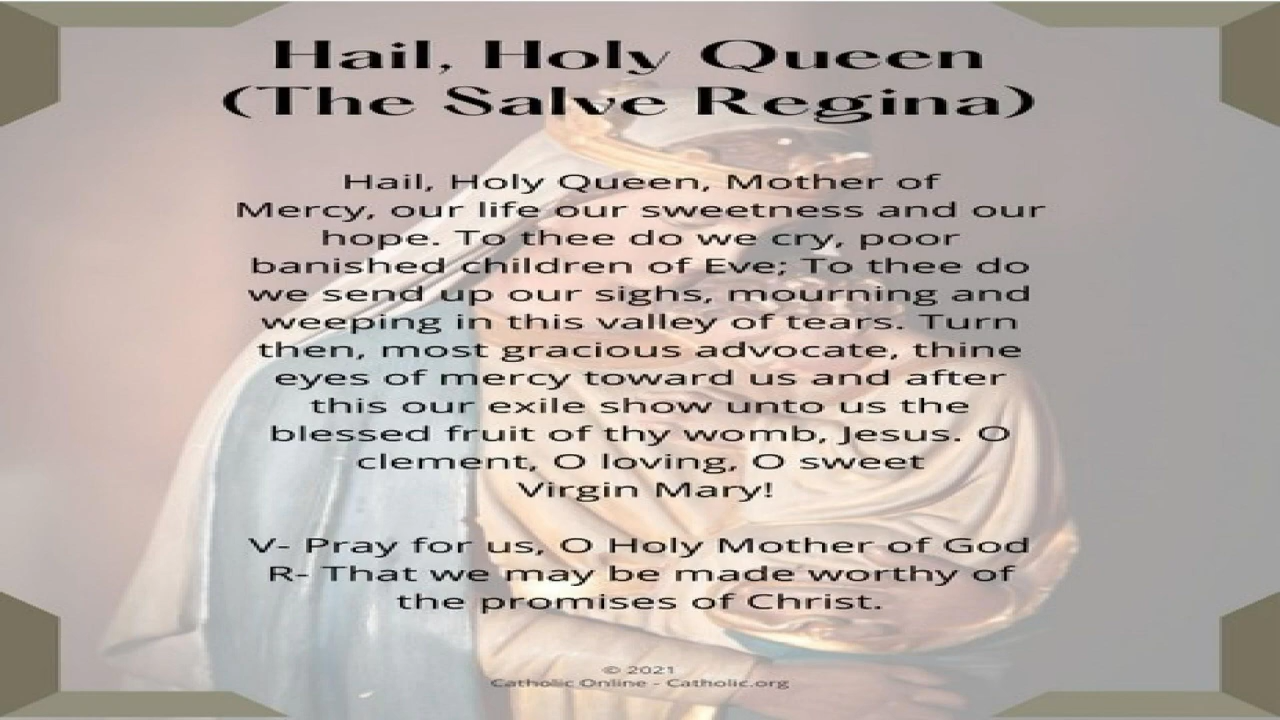 Hail, Holy Queen
(The Salve Regina)
Hail, Holy Queen, Mother of
Mercy, our life our sweetness and our
hope. To thee do we cry, poor
banished children of Eve; To thee do
we send up our sighs, mourning and
weeping in this valley of tears. Turn
then, most gracious advocate, thine
eyes of mercy toward us and after
this our exile show unto us the
blessed fruit of thy womb, Jesus. O
clement, O loving, O sweet
Virgin Mary!
V- Pray for us, O Holy Mother of God
R- That we may be made worthy of
the promises of Christ.
© 2021
Catholic Online - Catholic.org